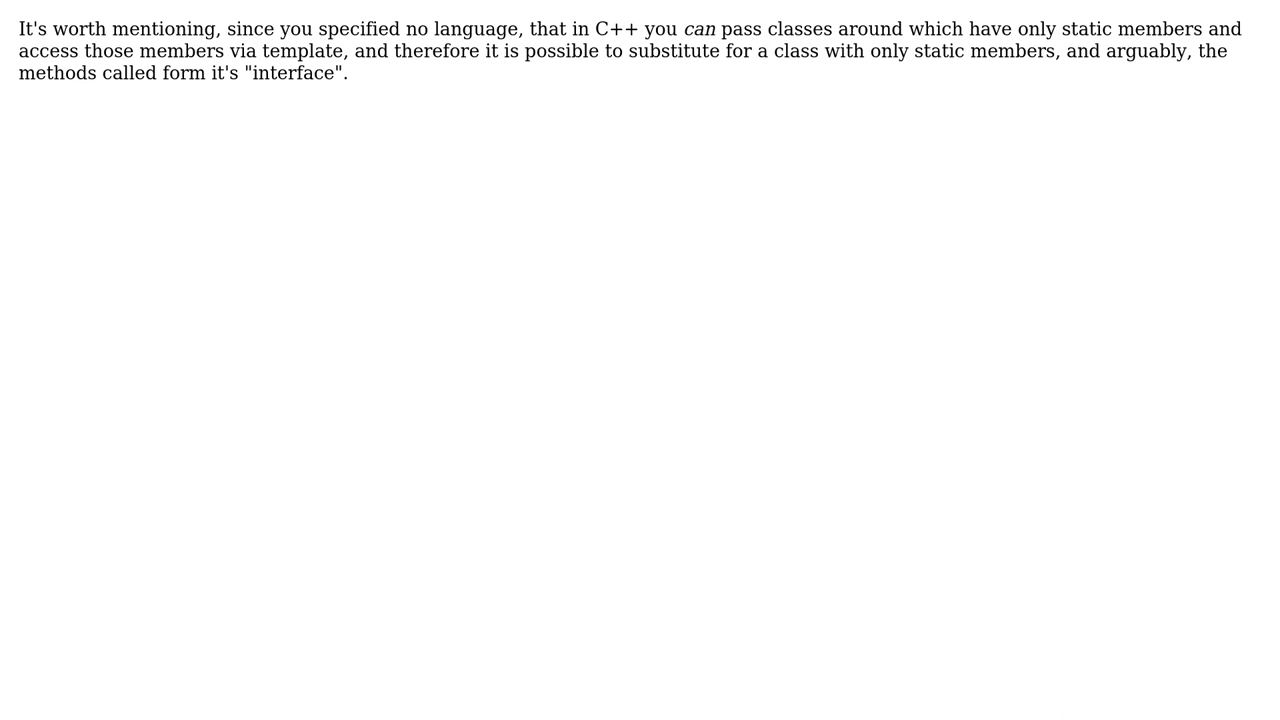 It's worth mentioning, since you specified no language, that in C++ you can pass classes around which have only static members and
access those members via template, and therefore it is possible to substitute for a class with only static members, and arguably, the
methods called form it's "interface".